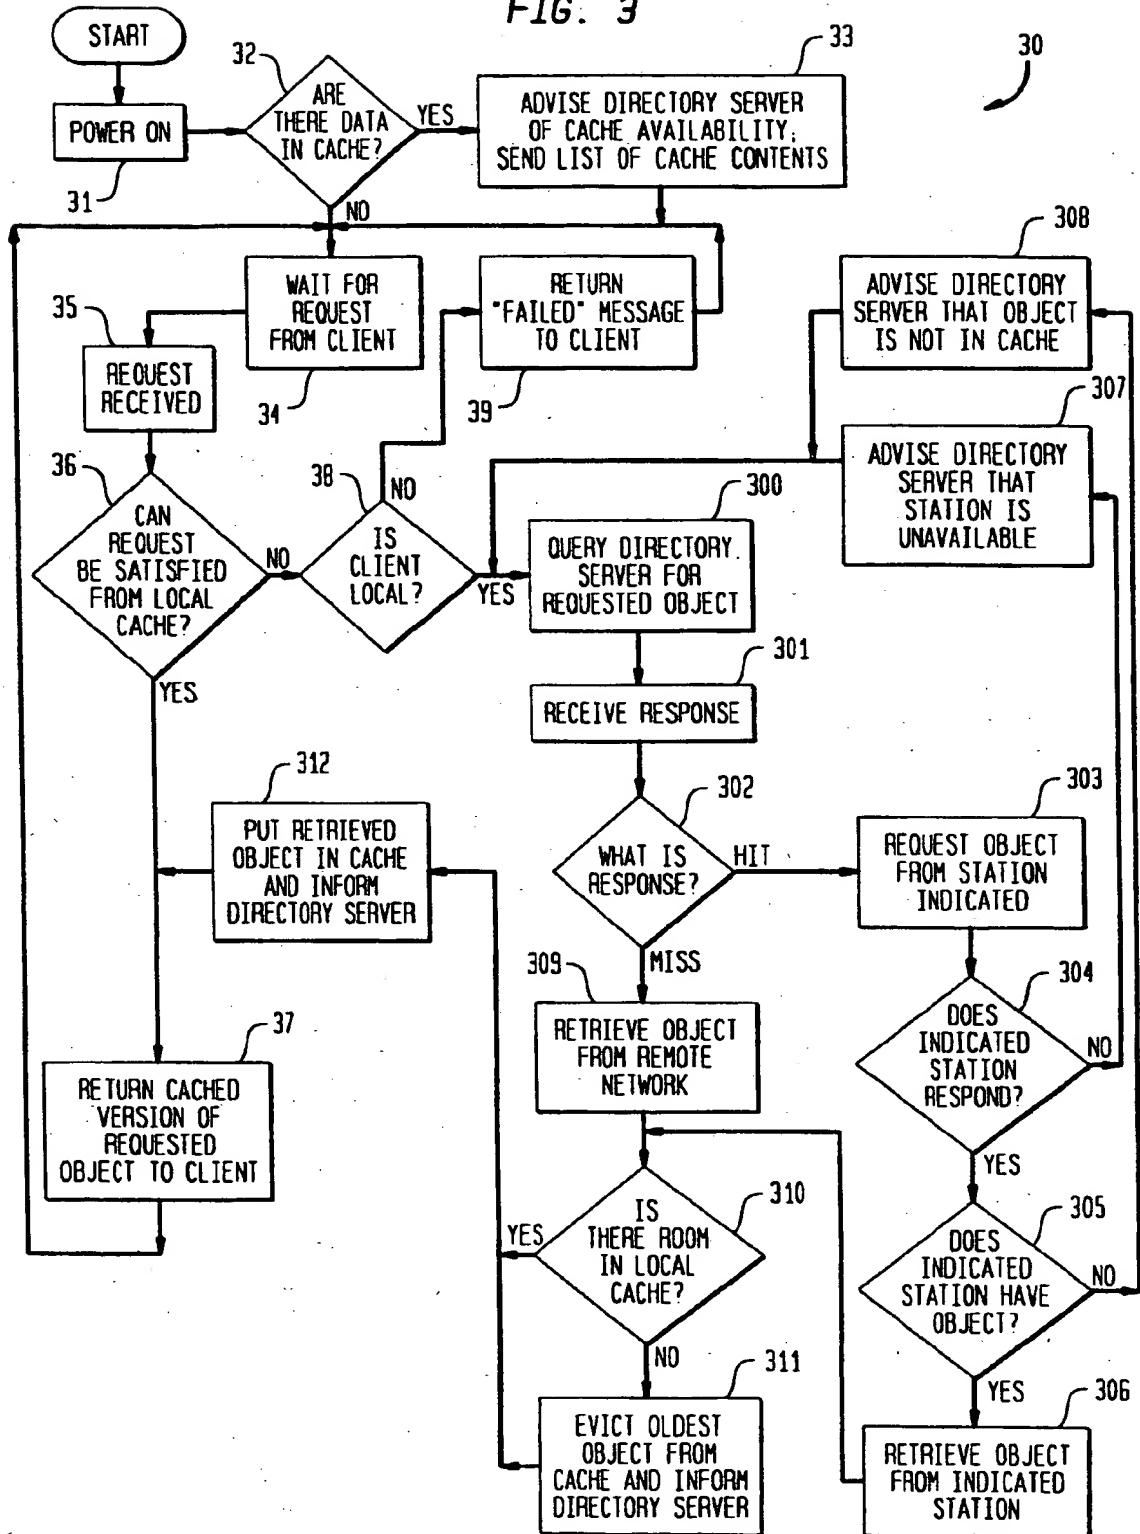 FIG. 3
START
30
POWER ON
31
32
ARE
THERE DATA
IN CACHE?
YES
NO
33
ADVISE DIRECTORY SERVER
OF CACHE AVAILABILITY;
SEND LIST OF CACHE CONTENTS
WAIT FOR
REQUEST
FROM CLIENT
34
35
REQUEST
RECEIVED
36
CAN
REQUEST
BE SATISFIED
FROM LOCAL
CACHE?
NO
YES
38
IS
CLIENT
LOCAL?
NO
YES
RETURN
"FAILED" MESSAGE
TO CLIENT
39
308
ADVISE DIRECTORY
SERVER THAT OBJECT
IS NOT IN CACHE
307
ADVISE DIRECTORY
SERVER THAT
STATION IS
UNAVAILABLE
300
QUERY DIRECTORY
SERVER FOR
REQUESTED OBJECT
301
RECEIVE RESPONSE
302
WHAT IS
RESPONSE?
HIT
MISS
303
REQUEST OBJECT
FROM STATION
INDICATED
304
DOES
INDICATED
STATION
RESPOND?
NO
YES
305
DOES
INDICATED
STATION HAVE
OBJECT?
NO
YES
306
RETRIEVE OBJECT
FROM INDICATED
STATION
309
RETRIEVE OBJECT
FROM REMOTE
NETWORK
310
IS
THERE ROOM
IN LOCAL
CACHE?
YES
NO
311
EVICT OLDEST
OBJECT FROM
CACHE AND INFORM
DIRECTORY SERVER
312
PUT RETRIEVED
OBJECT IN CACHE
AND INFORM
DIRECTORY SERVER
37
RETURN CACHED
VERSION OF
REQUESTED
OBJECT TO CLIENT